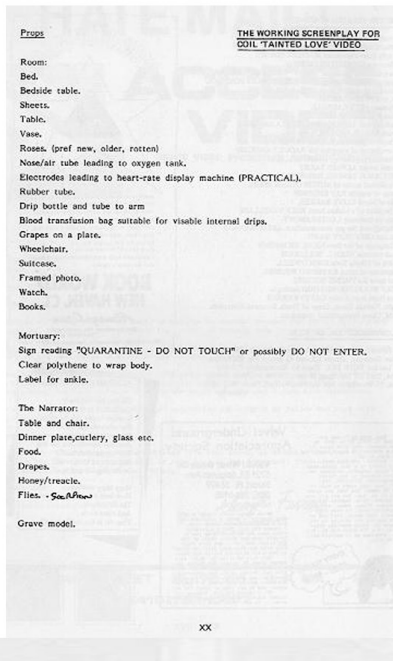 Props
THE WORKING SCREENPLAY FOR
COIL 'TAINTED LOVE' VIDEO
Room:
Bed.
Bedside table.
Sheets.
Table.
Vase.
Roses. (pref new, older, rotten)
Nose/air tube leading to oxygen tank.
Electrodes leading to heart-rate display machine (PRACTICAL).
Rubber tube.
Drip bottle and tube to arm
Blood transfusion bag suitable for visable internal drips.
Grapes on a plate.
Wheelchair.
Suitcase.
Framed photo.
Watch.
Books.
Mortuary:
Sign reading "QUARANTINE - DO NOT TOUCH" or possibly DO NOT ENTER.
Clear polythene to wrap body.
Label for ankle.
The Narrator:
Table and chair.
Dinner plate,cutlery, glass etc.
Food.
Drapes.
Honey/treacle.
Flies.
Grave model.
XX